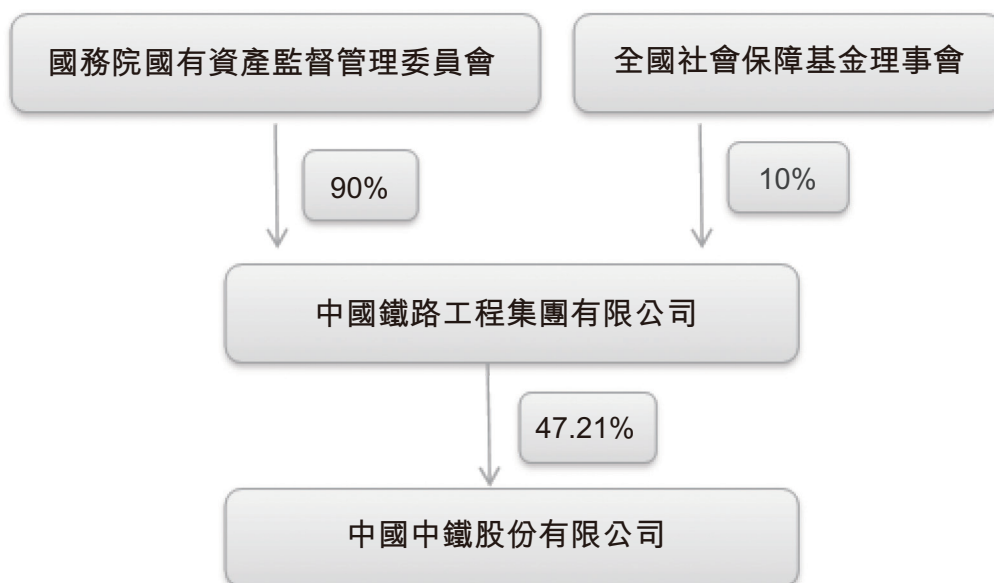 國務院國有資產監督管理委員會
全國社會保障基金理事會
90%
10%
中國鐵路工程集團有限公司
47.21%
中國中鐵股份有限公司